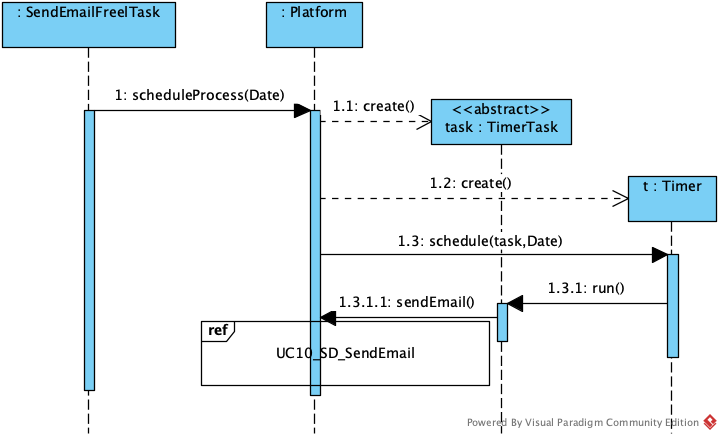 : SendEmailFreelTask
: Platform
1: scheduleProcess(Date)
1.1: create()
<<abstract>>
task : TimerTask
1.2: create()
t : Timer
1.3: schedule(task,Date)
1.3.1: run()
1.3.1.1: sendEmail()
ref
UC10_SD_SendEmail
Powered By Visual Paradigm Community Edition